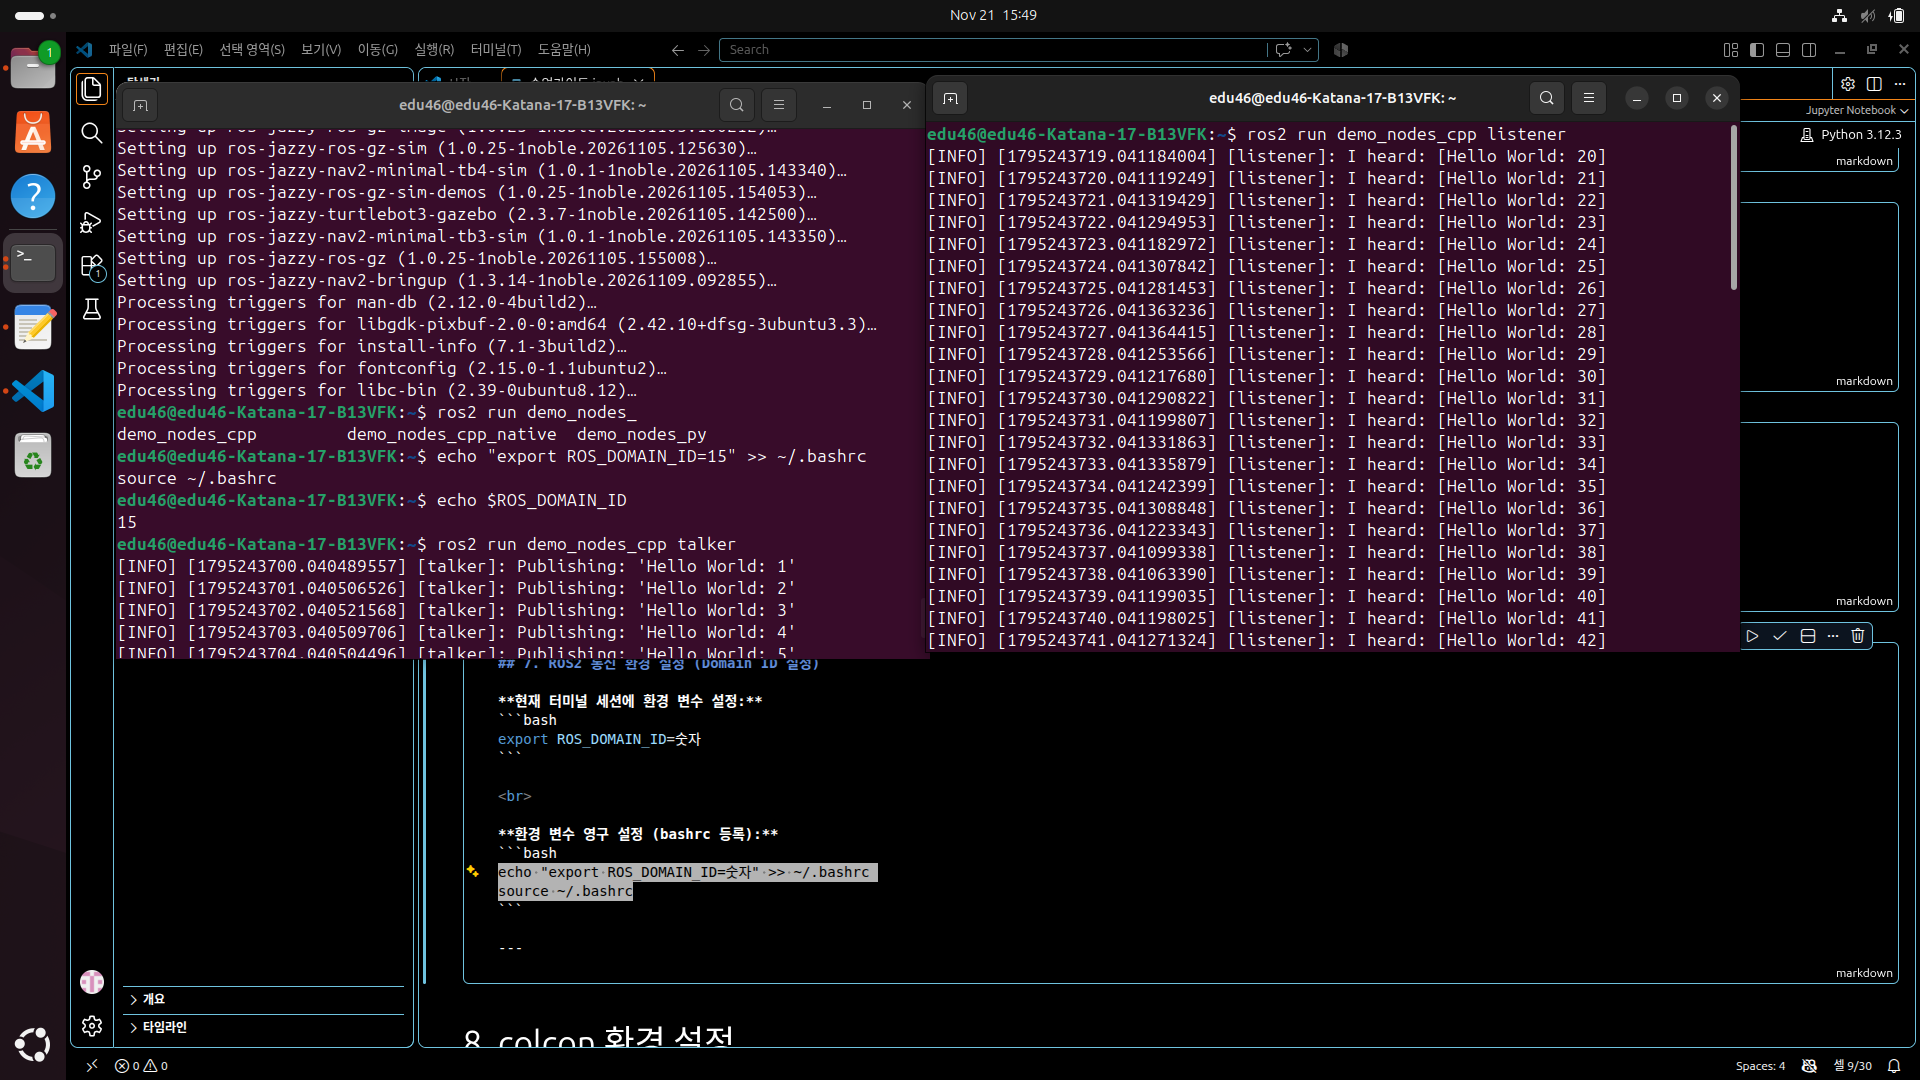 Nov 21 15:49
1
파일(F) 편집(E) 선택 영역(S) 보기(V) 이동(G) 실행(R) 터미널(T) 도움말(H)
Search
edu46@edu46-Katana-17-B13VFK: ~
Setting up ros-jazzy-ros-gz-sim (1.0.25-1noble.20261105.125630)…
Setting up ros-jazzy-nav2-minimal-tb4-sim (1.0.1-1noble.20261105.143340)…
Setting up ros-jazzy-ros-gz-sim-demos (1.0.25-1noble.20261105.154053)…
Setting up ros-jazzy-turtlebot3-gazebo (2.3.7-1noble.20261105.142500)…
Setting up ros-jazzy-nav2-minimal-tb3-sim (1.0.1-1noble.20261105.143350)…
Setting up ros-jazzy-ros-gz (1.0.25-1noble.20261105.155008)…
Setting up ros-jazzy-nav2-bringup (1.3.14-1noble.20261109.092855)…
Processing triggers for man-db (2.12.0-4build2)…
Processing triggers for libgdk-pixbuf-2.0-0:amd64 (2.42.10+dfsg-3ubuntu3.3)…
Processing triggers for install-info (7.1-3build2)…
Processing triggers for fontconfig (2.15.0-1.1ubuntu2)…
Processing triggers for libc-bin (2.39-0ubuntu8.12)…
edu46@edu46-Katana-17-B13VFK:~$ ros2 run demo_nodes_
demo_nodes_cpp demo_nodes_cpp_native demo_nodes_py
edu46@edu46-Katana-17-B13VFK:~$ echo "export ROS_DOMAIN_ID=15" >> ~/.bashrc
source ~/.bashrc
edu46@edu46-Katana-17-B13VFK:~$ echo $ROS_DOMAIN_ID
15
edu46@edu46-Katana-17-B13VFK:~$ ros2 run demo_nodes_cpp talker
[INFO] [1795243700.040489557] [talker]: Publishing: 'Hello World: 1'
[INFO] [1795243701.040506526] [talker]: Publishing: 'Hello World: 2'
[INFO] [1795243702.040521568] [talker]: Publishing: 'Hello World: 3'
[INFO] [1795243703.040509706] [talker]: Publishing: 'Hello World: 4'
[INFO] [1795243704.040504496] [talker]: Publishing: 'Hello World: 5'
edu46@edu46-Katana-17-B13VFK: ~
edu46@edu46-Katana-17-B13VFK:~$ ros2 run demo_nodes_cpp listener
[INFO] [1795243719.041184004] [listener]: I heard: [Hello World: 20]
[INFO] [1795243720.041119249] [listener]: I heard: [Hello World: 21]
[INFO] [1795243721.041319429] [listener]: I heard: [Hello World: 22]
[INFO] [1795243722.041294953] [listener]: I heard: [Hello World: 23]
[INFO] [1795243723.041182972] [listener]: I heard: [Hello World: 24]
[INFO] [1795243724.041307842] [listener]: I heard: [Hello World: 25]
[INFO] [1795243725.041281453] [listener]: I heard: [Hello World: 26]
[INFO] [1795243726.041363236] [listener]: I heard: [Hello World: 27]
[INFO] [1795243727.041364415] [listener]: I heard: [Hello World: 28]
[INFO] [1795243728.041253566] [listener]: I heard: [Hello World: 29]
[INFO] [1795243729.041217680] [listener]: I heard: [Hello World: 30]
[INFO] [1795243730.041290822] [listener]: I heard: [Hello World: 31]
[INFO] [1795243731.041199807] [listener]: I heard: [Hello World: 32]
[INFO] [1795243732.041331863] [listener]: I heard: [Hello World: 33]
[INFO] [1795243733.041335879] [listener]: I heard: [Hello World: 34]
[INFO] [1795243734.041242399] [listener]: I heard: [Hello World: 35]
[INFO] [1795243735.041308848] [listener]: I heard: [Hello World: 36]
[INFO] [1795243736.041223343] [listener]: I heard: [Hello World: 37]
[INFO] [1795243737.041099338] [listener]: I heard: [Hello World: 38]
[INFO] [1795243738.041063390] [listener]: I heard: [Hello World: 39]
[INFO] [1795243739.041199035] [listener]: I heard: [Hello World: 40]
[INFO] [1795243740.041198025] [listener]: I heard: [Hello World: 41]
[INFO] [1795243741.041271324] [listener]: I heard: [Hello World: 42]
Jupyter Notebook
Python 3.12.3
markdown
markdown
markdown
1
## 7. ROS2 통신 환경 설정 (Domain ID 설정)
**현재 터미널 세션에 환경 변수 설정:**
```bash
export ROS_DOMAIN_ID=숫자
```
<br>
**환경 변수 영구 설정 (bashrc 등록):**
```bash
echo "export ROS_DOMAIN_ID=숫자" >> ~/.bashrc
source ~/.bashrc
```
---
markdown
8. colcon 환경 설정
개요
타임라인
0 0
Spaces: 4
셀 9/30